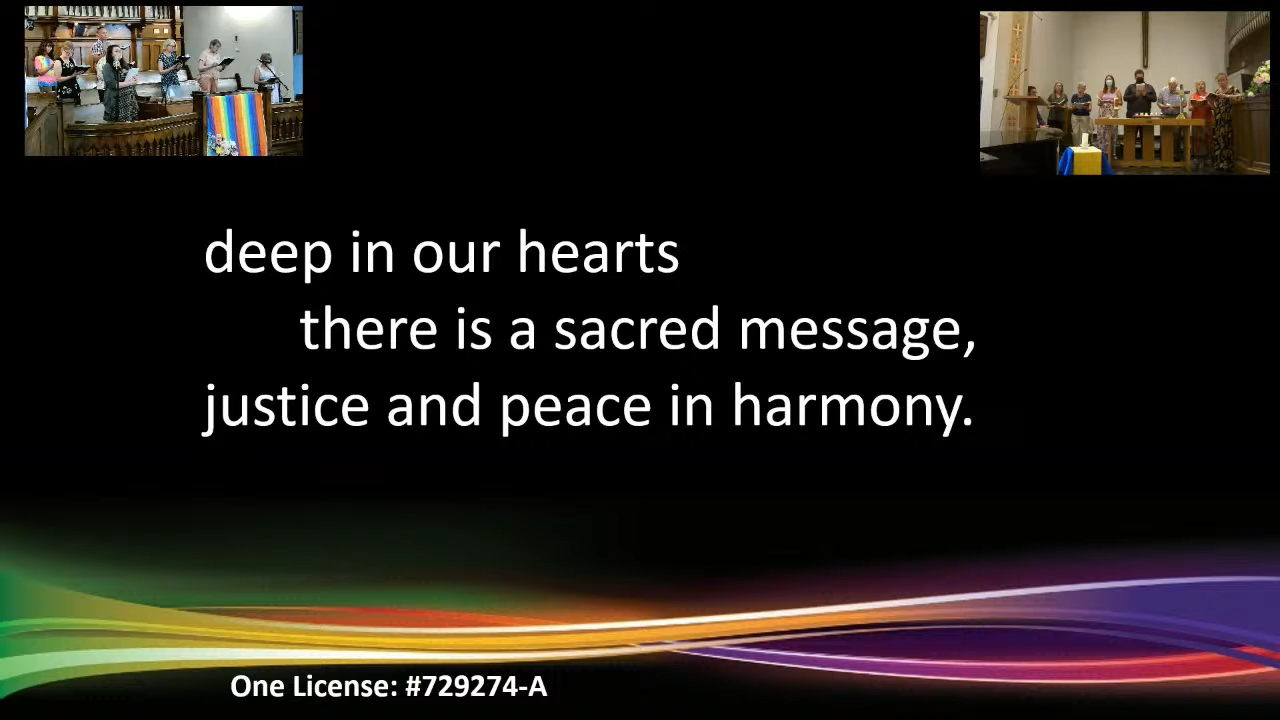 deep in our hearts
there is a sacred message,
justice and peace in harmony.
One License: #729274-A